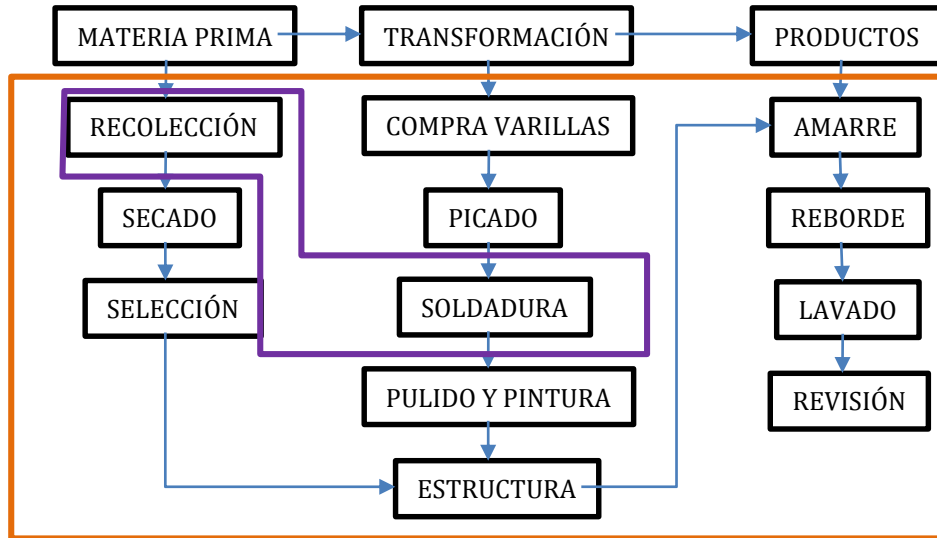 MATERIA PRIMA
TRANSFORMACIÓN
PRODUCTOS
RECOLECCIÓN
COMPRA VARILLAS
AMARRE
SECADO
PICADO
REBORDE
SELECCIÓN
SOLDADURA
LAVADO
PULIDO Y PINTURA
REVISIÓN
ESTRUCTURA